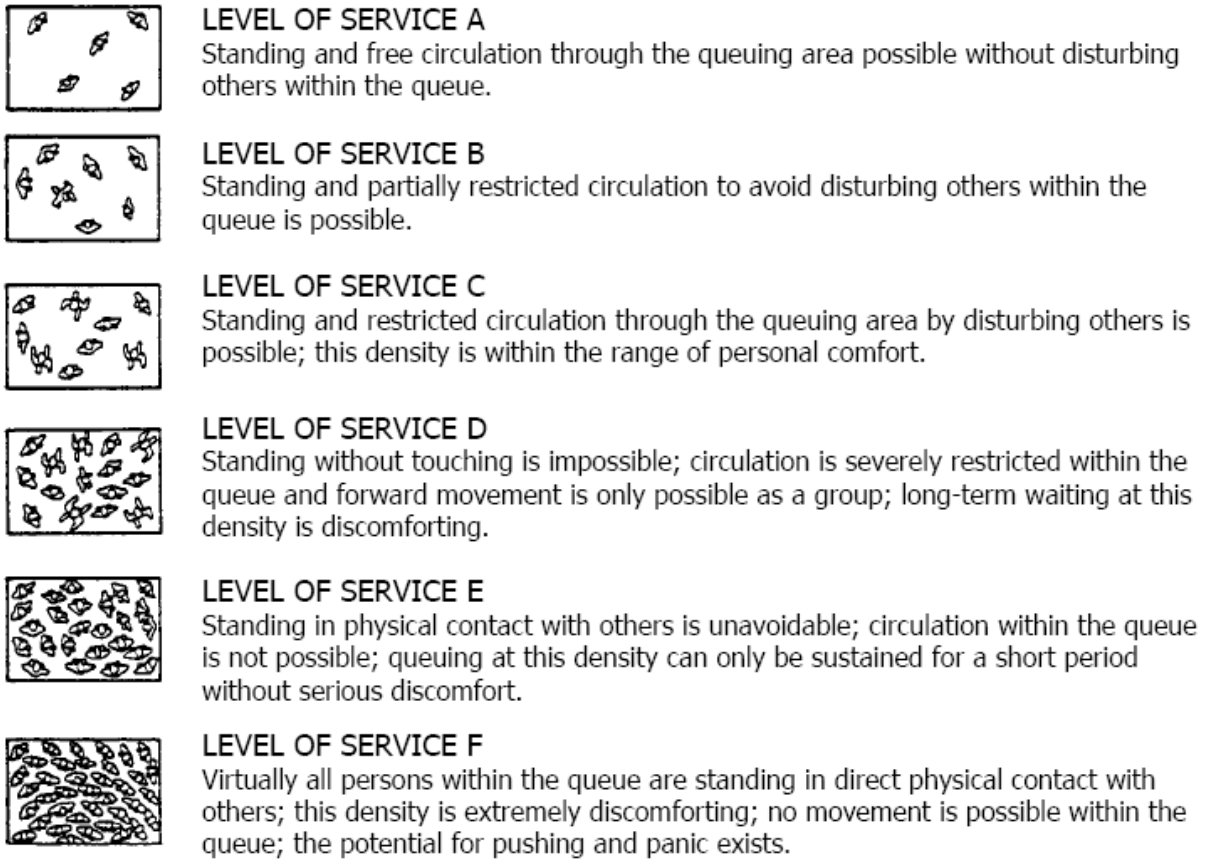 LEVEL OF SERVICE A
Standing and free circulation through the queuing area possible without disturbing
others within the queue.
LEVEL OF SERVICE B
Standing and partially restricted circulation to avoid disturbing others within the
queue is possible.
LEVEL OF SERVICE C
Standing and restricted circulation through the queuing area by disturbing others is
possible; this density is within the range of personal comfort.
LEVEL OF SERVICE D
Standing without touching is impossible; circulation is severely restricted within the
queue and forward movement is only possible as a group; long-term waiting at this
density is discomforting.
LEVEL OF SERVICE E
Standing in physical contact with others is unavoidable; circulation within the queue
is not possible; queuing at this density can only be sustained for a short period
without serious discomfort.
LEVEL OF SERVICE F
Virtually all persons within the queue are standing in direct physical contact with
others; this density is extremely discomforting; no movement is possible within the
queue; the potential for pushing and panic exists.